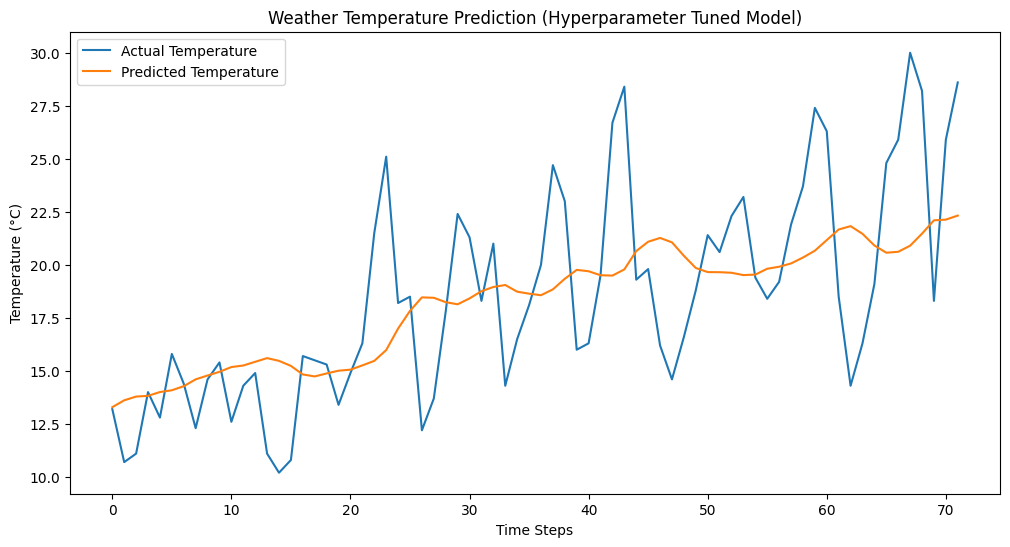 Weather Temperature Prediction (Hyperparameter Tuned Model)
Actual Temperature
Predicted Temperature
30.0
27.5
25.0
22.5
20.0
17.5
15.0
12.5
10.0
Temperature (°C)
0 10 20 30 40 50 60 70
Time Steps